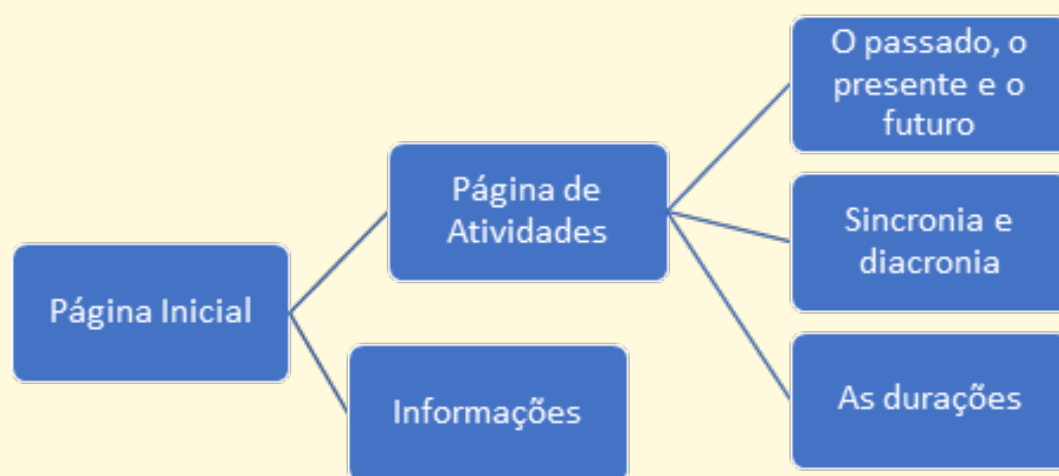 Página Inicial
Página de
Atividades
Informações
O passado, o
presente e o
futuro
Sincronia e
diacronia
As durações